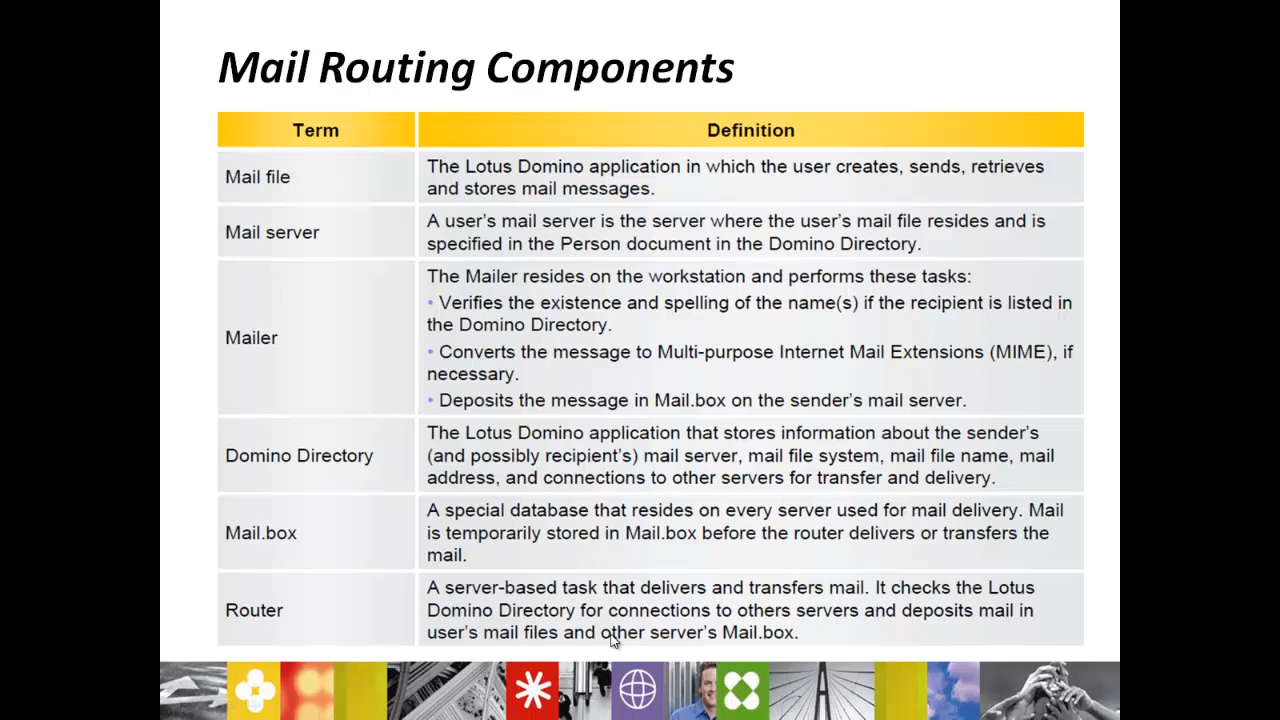 Mail Routing Components
Term
Definition
Mail file
The Lotus Domino application in which the user creates, sends, retrieves
and stores mail messages.
Mail server
A user's mail server is the server where the user's mail file resides and is
specified in the Person document in the Domino Directory.
Mailer
The Mailer resides on the workstation and performs these tasks:
• Verifies the existence and spelling of the name(s) if the recipient is listed in
the Domino Directory.
• Converts the message to Multi-purpose Internet Mail Extensions (MIME), if
necessary.
• Deposits the message in Mail.box on the sender's mail server.
Domino Directory
The Lotus Domino application that stores information about the sender's
(and possibly recipient's) mail server, mail file system, mail file name, mail
address, and connections to other servers for transfer and delivery.
Mail.box
A special database that resides on every server used for mail delivery. Mail
is temporarily stored in Mail.box before the router delivers or transfers the
mail.
Router
A server-based task that delivers and transfers mail. It checks the Lotus
Domino Directory for connections to others servers and deposits mail in
user's mail files and other server's Mail.box.